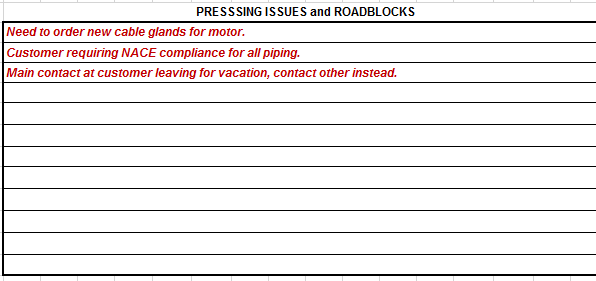 PRESSSING ISSUES and ROADBLOCKS
Need to order new cable glands for motor.
Customer requiring NACE compliance for all piping.
Main contact at customer leaving for vacation, contact other instead.